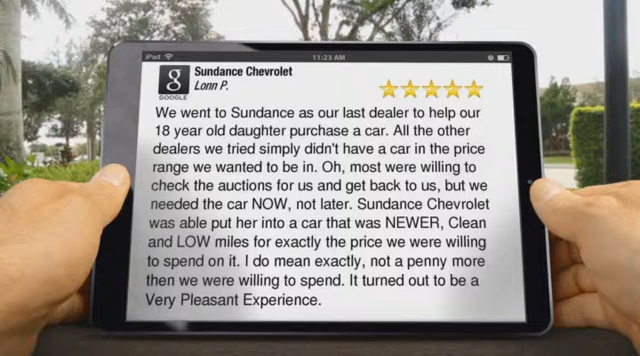 iPad
11:23 AM
g
GOOGLE
Sundance Chevrolet
Lonn P.
We went to Sundance as our last dealer to help our
18 year old daughter purchase a car. All the other
dealers we tried simply didn't have a car in the price
range we wanted to be in. Oh, most were willing to
check the auctions for us and get back to us, but we
needed the car NOW, not later. Sundance Chevrolet
was able put her into a car that was NEWER, Clean
and LOW miles for exactly the price we were willing
to spend on it. I do mean exactly, not a penny more
then we were willing to spend. It turned out to be a
Very Pleasant Experience.